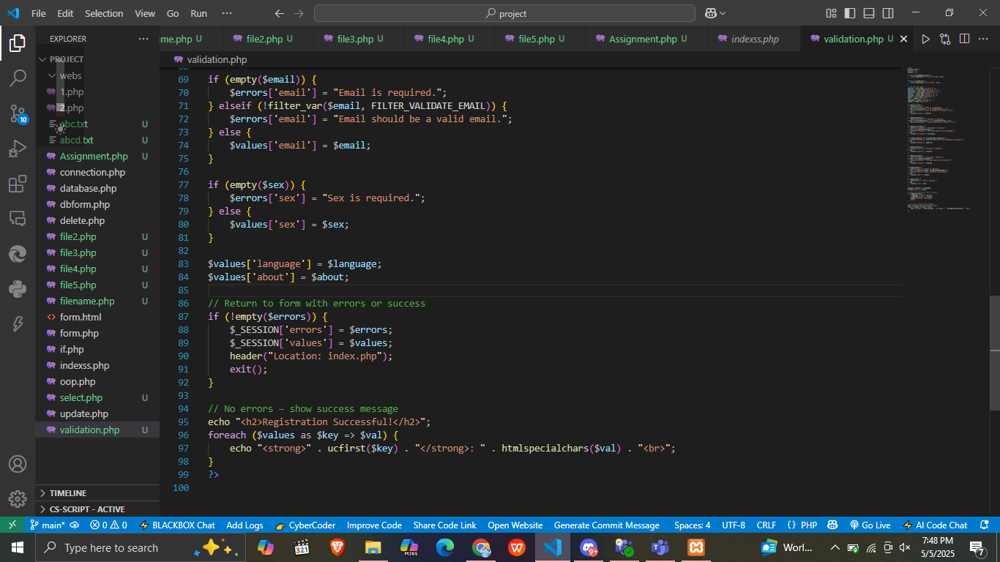 File Edit Selection View Go Run ··· project
EXPLORER ···
me.php U file2.php U file3.php U file4.php U file5.php U Assignment.php U indexss.php validation.php U
PROJECT
webs
1.php
2.php
abc.txt U
abcd.txt U
Assignment.php U
connection.php
database.php
dbform.php
delete.php
file2.php U
file3.php U
file4.php U
file5.php U
filename.php U
form.html
form.php
if.php
indexss.php
oop.php
select.php U
update.php
validation.php U
TIMELINE
CS-SCRIPT - ACTIVE
10
validation.php
68
69 if (empty($email)) {
70 $errors['email'] = "Email is required.";
71 } elseif (!filter_var($email, FILTER_VALIDATE_EMAIL)) {
72 $errors['email'] = "Email should be a valid email.";
73 } else {
74 $values['email'] = $email;
75 }
76
77 if (empty($sex)) {
78 $errors['sex'] = "Sex is required.";
79 } else {
80 $values['sex'] = $sex;
81 }
82
83 $values['language'] = $language;
84 $values['about'] = $about;
85
86 // Return to form with errors or success
87 if (!empty($errors)) {
88 $_SESSION['errors'] = $errors;
89 $_SESSION['values'] = $values;
90 header("Location: index.php");
91 exit();
92 }
93
94 // No errors – show success message
95 echo "<h2>Registration Successful!</h2>";
96 foreach ($values as $key => $val) {
97 echo "<strong>" . ucfirst($key) . "</strong>: " . htmlspecialchars($val) . "<br>";
98 }
99 ?>
100
main* 0 0 BLACKBOX Chat Add Logs CyberCoder Improve Code Share Code Link Open Website Generate Commit Message Spaces: 4 UTF-8 CRLF {} PHP Go Live AI Code Chat
Type here to search 321 M365 9+ Worl... 7:48 PM
5/5/2025 7